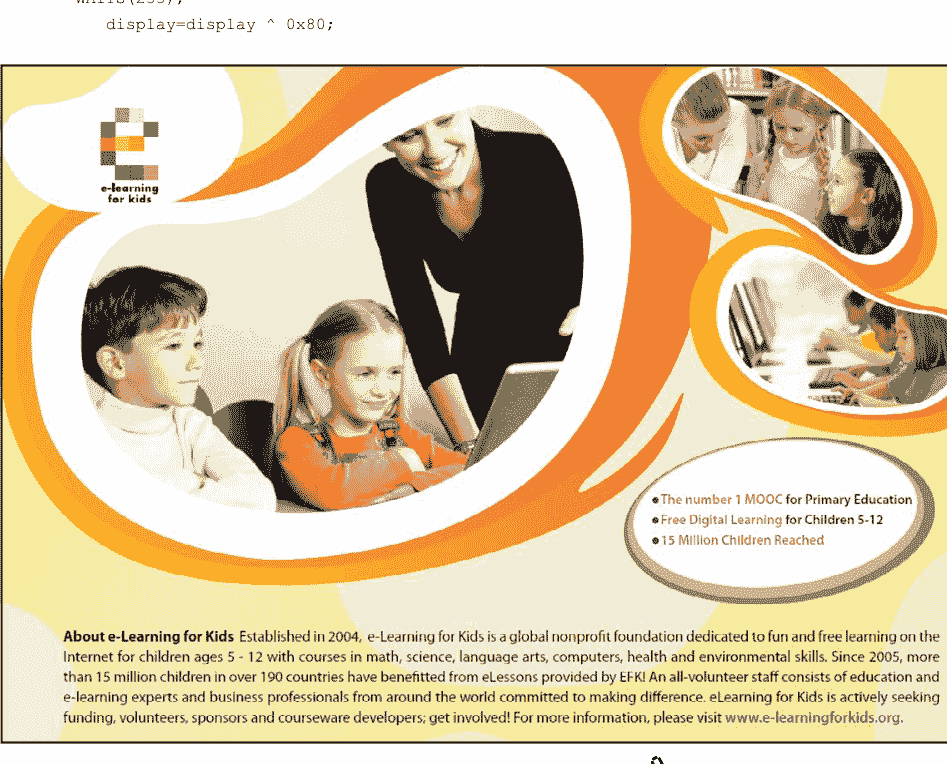 display=display ^ 0x80;
e-learning
for kids
The number 1 MOOC for Primary Education
Free Digital Learning for Children 5-12
15 Million Children Reached
About e-Learning for Kids Established in 2004, e-Learning for Kids is a global nonprofit foundation dedicated to fun and free learning on the
Internet for children ages 5 - 12 with courses in math, science, language arts, computers, health and environmental skills. Since 2005, more
than 15 million children in over 190 countries have benefitted from eLessons provided by EFK! An all-volunteer staff consists of education and
e-learning experts and business professionals from around the world committed to making difference. eLearning for Kids is actively seeking
funding, volunteers, sponsors and courseware developers; get involved! For more information, please visit www.e-learningforkids.org.